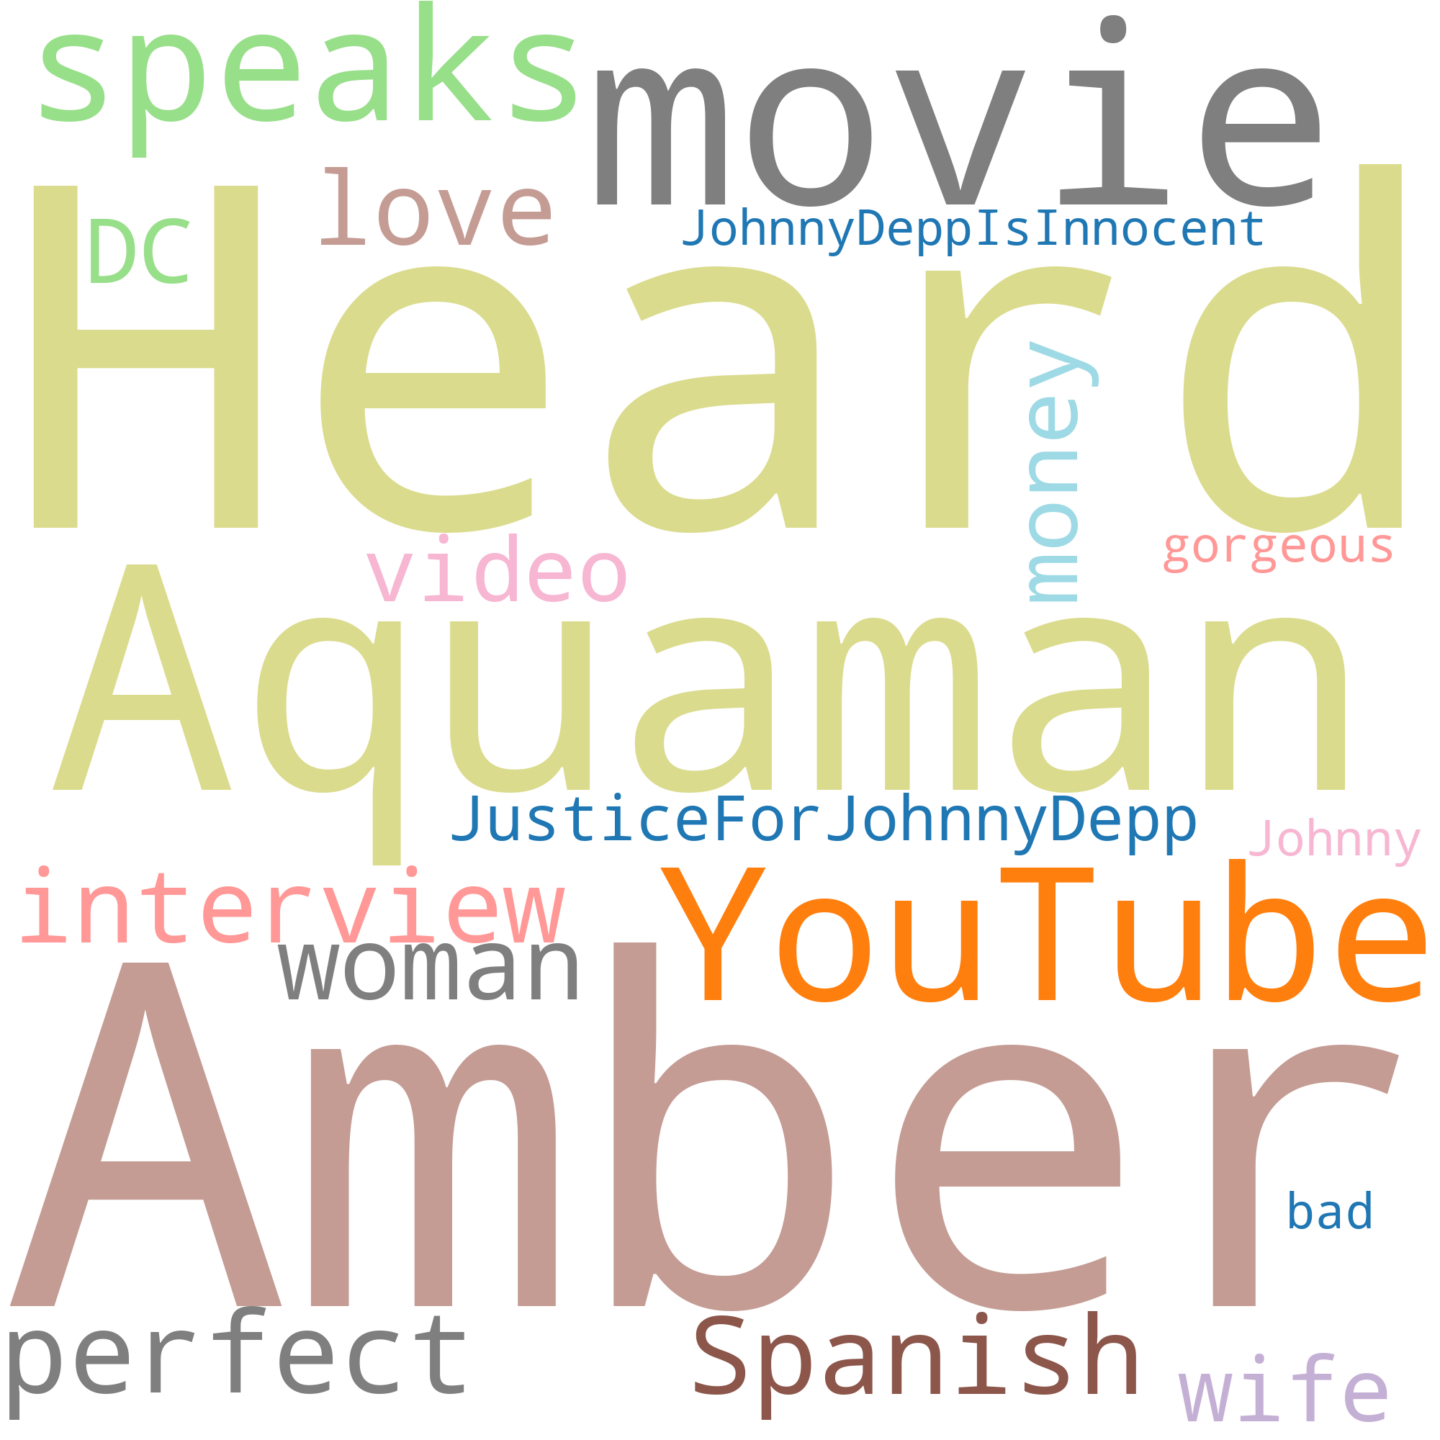 speaks
movie
love
DC
JohnnyDeppIsInnocent
Heard
money
video
gorgeous
Aquaman
JusticeForJohnnyDepp
Johnny
interview
YouTube
woman
Amber
bad
perfect
Spanish
wife